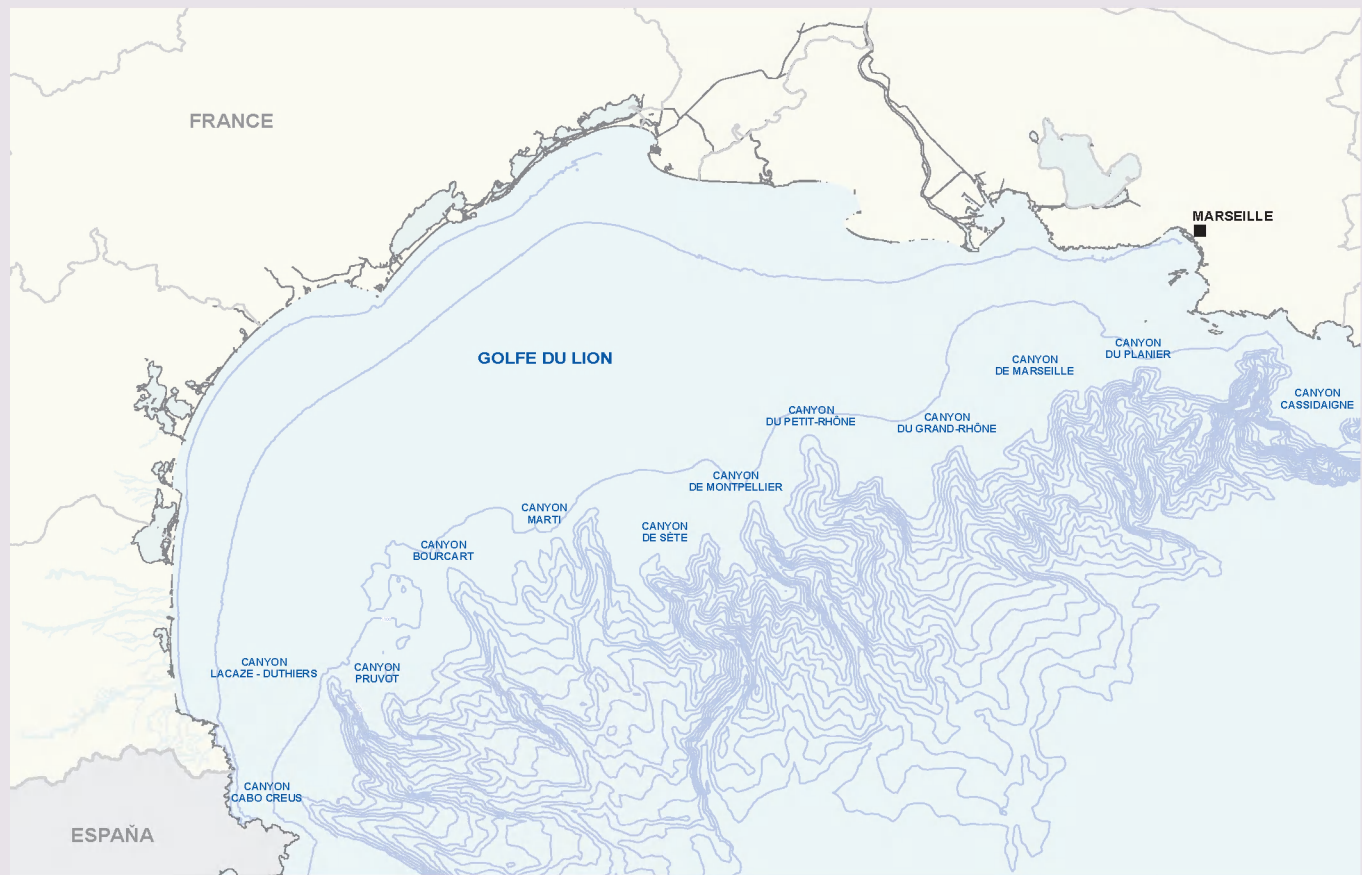 FRANCE
MARSEILLE
GOLFE DU LION
CANYON
DU PLANIER
CANYON
DE MARSEILLE
CANYON
CASSIDAIGNE
CANYON
DU PETIT-RHÔNE
CANYON
DU GRAND-RHÔNE
CANYON
DE MONTPELLIER
CANYON
MARTI
CANYON
DE SÈTE
CANYON
BOURCART
CANYON
LACAZE - DUTHIERS
CANYON
PRUVOT
CANYON
CABO CREUS
ESPAÑA